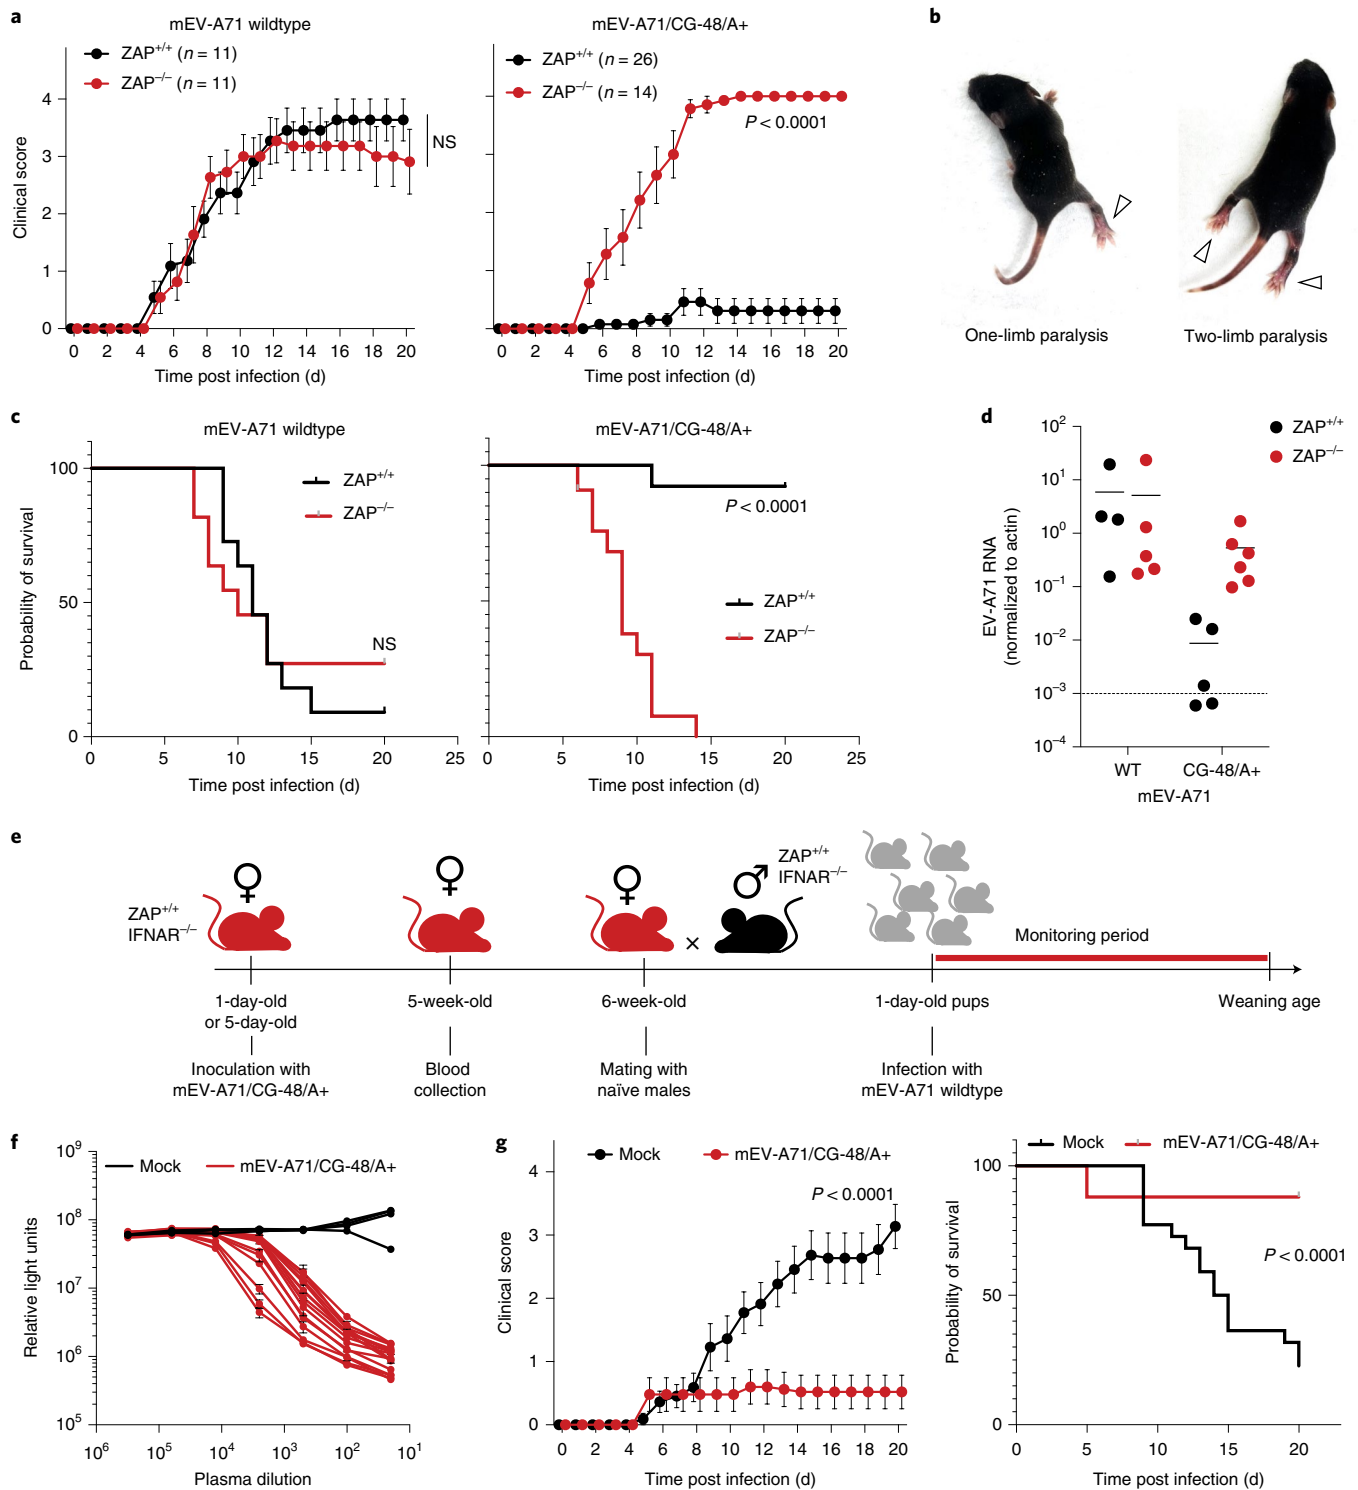 a
mEV-A71 wildtype
ZAP+/+ (n = 11)
ZAP–/– (n = 11)
Clinical score
4
3
2
1
0
NS
0 2 4 6 8 10 12 14 16 18 20
Time post infection (d)
mEV-A71/CG-48/A+
ZAP+/+ (n = 26)
ZAP–/– (n = 14)
P < 0.0001
0 2 4 6 8 10 12 14 16 18 20
Time post infection (d)
b
One-limb paralysis
Two-limb paralysis
c
mEV-A71 wildtype
ZAP+/+
ZAP–/–
Probability of survival
100
50
0
NS
0 5 10 15 20 25
Time post infection (d)
mEV-A71/CG-48/A+
P < 0.0001
ZAP+/+
ZAP–/–
0 5 10 15 20 25
Time post infection (d)
d
ZAP+/+
ZAP–/–
EV-A71 RNA
(normalized to actin)
10²
10¹
10⁰
10–1
10–2
10–3
10–4
WT CG-48/A+
mEV-A71
e
ZAP+/+
IFNAR–/–
ZAP+/+
IFNAR–/–
×
Monitoring period
1-day-old
or 5-day-old
5-week-old
6-week-old
1-day-old pups
Weaning age
Inoculation with
mEV-A71/CG-48/A+
Blood
collection
Mating with
naïve males
Infection with
mEV-A71 wildtype
f
Mock mEV-A71/CG-48/A+
Relative light units
10⁹
10⁸
10⁷
10⁶
10⁵
10⁶ 10⁵ 10⁴ 10³ 10² 10¹
Plasma dilution
g
Mock mEV-A71/CG-48/A+
P < 0.0001
Clinical score
4
3
2
1
0
0 2 4 6 8 10 12 14 16 18 20
Time post infection (d)
Mock mEV-A71/CG-48/A+
P < 0.0001
Probability of survival
100
50
0
0 5 10 15 20
Time post infection (d)